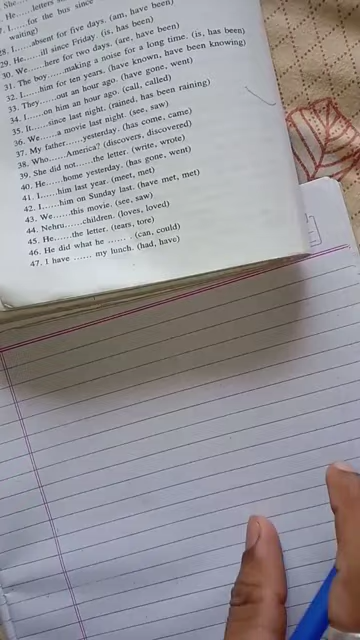 She
He......letters
7. I......for the bus since
waiting)
28. I......absent for five days. (am, have been)
29. He......ill since Friday. (is, has been)
30. We......here for two days. (are, have been)
31. The boy......making a noise for a long time. (is, has been)
32. I......him for ten years. (have known, have been knowing)
33. They......out an hour ago. (have gone, went)
34. I......on him an hour ago. (call, called)
35. It......since last night. (rained, has been raining)
36. We......a movie last night. (see, saw)
37. My father......yesterday. (has come, came)
38. Who......America? (discovers, discovered)
39. She did not......the letter. (write, wrote)
40. He......home yesterday. (has gone, went)
41. I......him last year. (meet, met)
42. I......him on Sunday last. (have met, met)
43. We......this movie. (see, saw)
44. Nehru......children. (loves, loved)
45. He......the letter. (tears, tore)
46. He did what he ...... . (can, could)
47. I have ...... my lunch. (had, have)